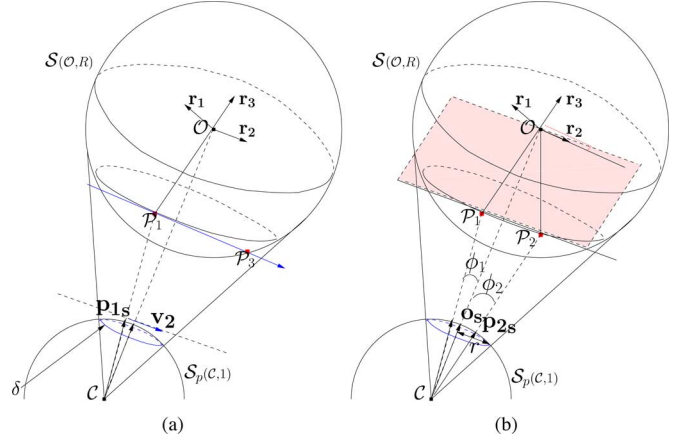 S(O,R)
r1
r3
O
r2
P1
P3
p1s
v2
δ
C
Sp(C,1)
(a)
S(O,R)
r1
r3
O
r2
P1
P2
ϕ1
ϕ2
os
p2s
r
C
Sp(C,1)
(b)